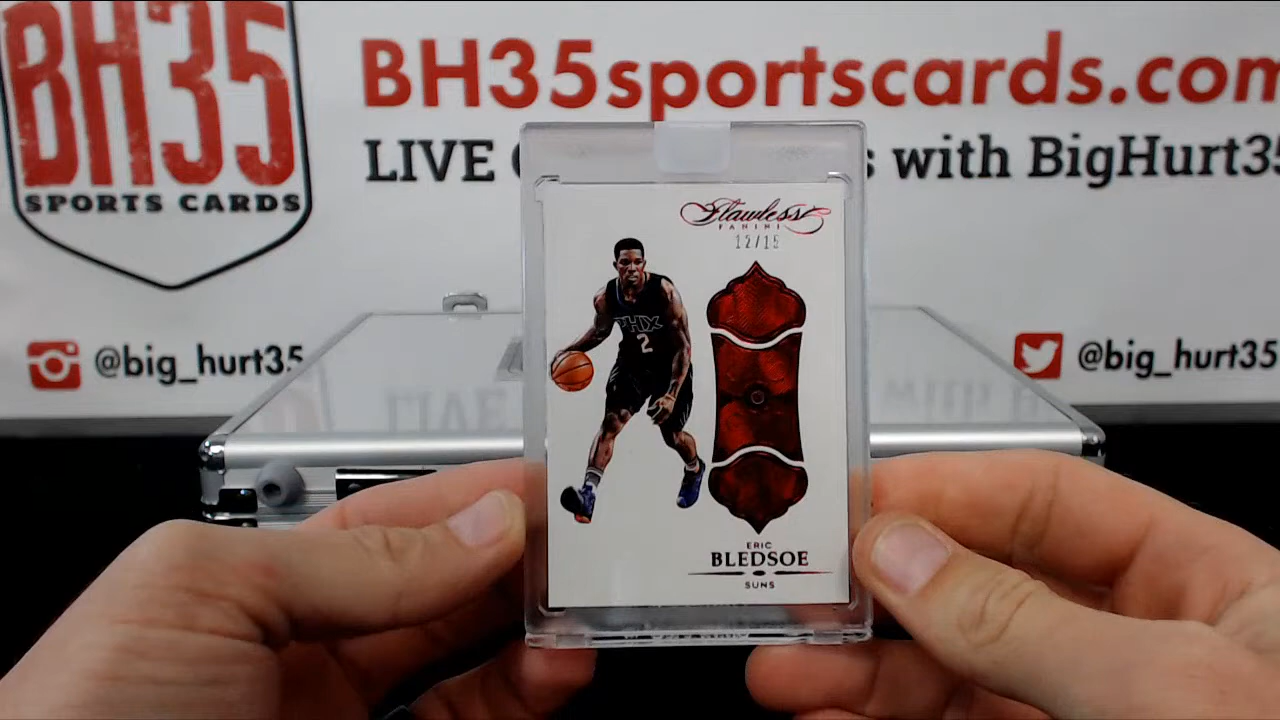 BH35
SPORTS CARDS
BH35sportscards.com
LIVE with BigHurt35
@big_hurt35
@big_hurt35
Flawless
PANINI
12/15
PHX
2
ERIC
BLEDSOE
SUNS